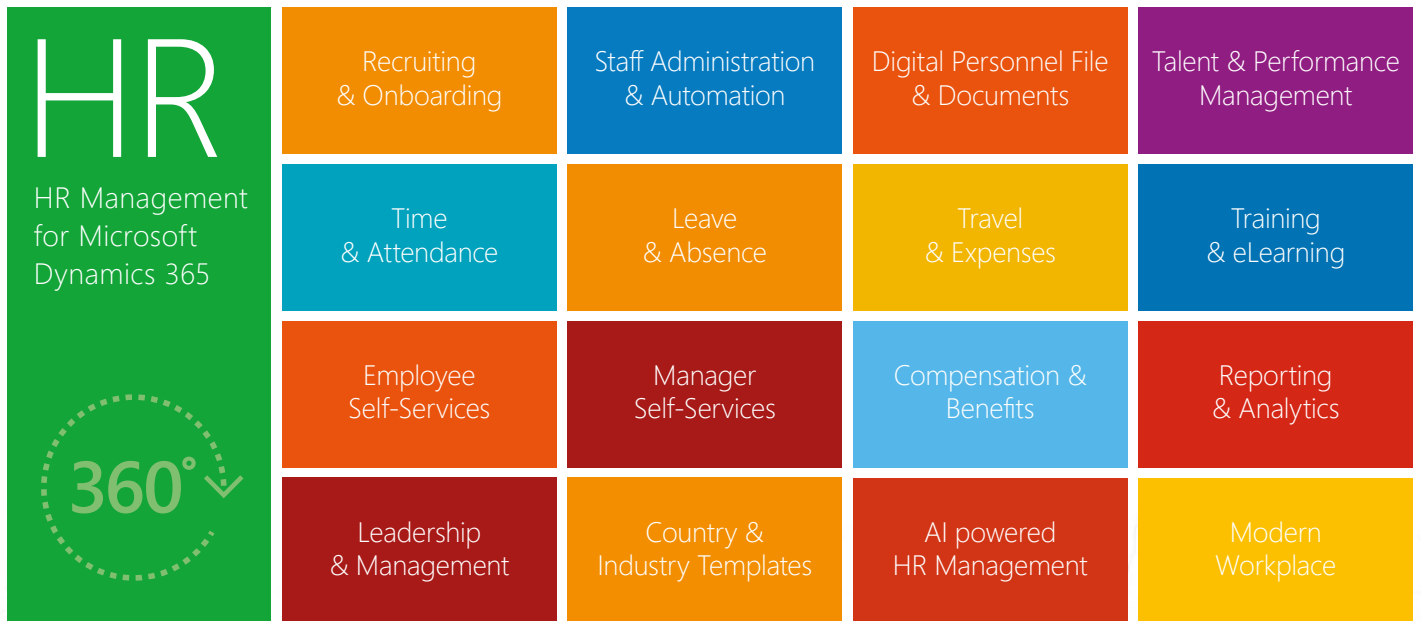 HR
HR Management
for Microsoft
Dynamics 365
360°
Recruiting
& Onboarding
Staff Administration
& Automation
Digital Personnel File
& Documents
Talent & Performance
Management
Time
& Attendance
Leave
& Absence
Travel
& Expenses
Training
& eLearning
Employee
Self-Services
Manager
Self-Services
Compensation &
Benefits
Reporting
& Analytics
Leadership
& Management
Country &
Industry Templates
AI powered
HR Management
Modern
Workplace